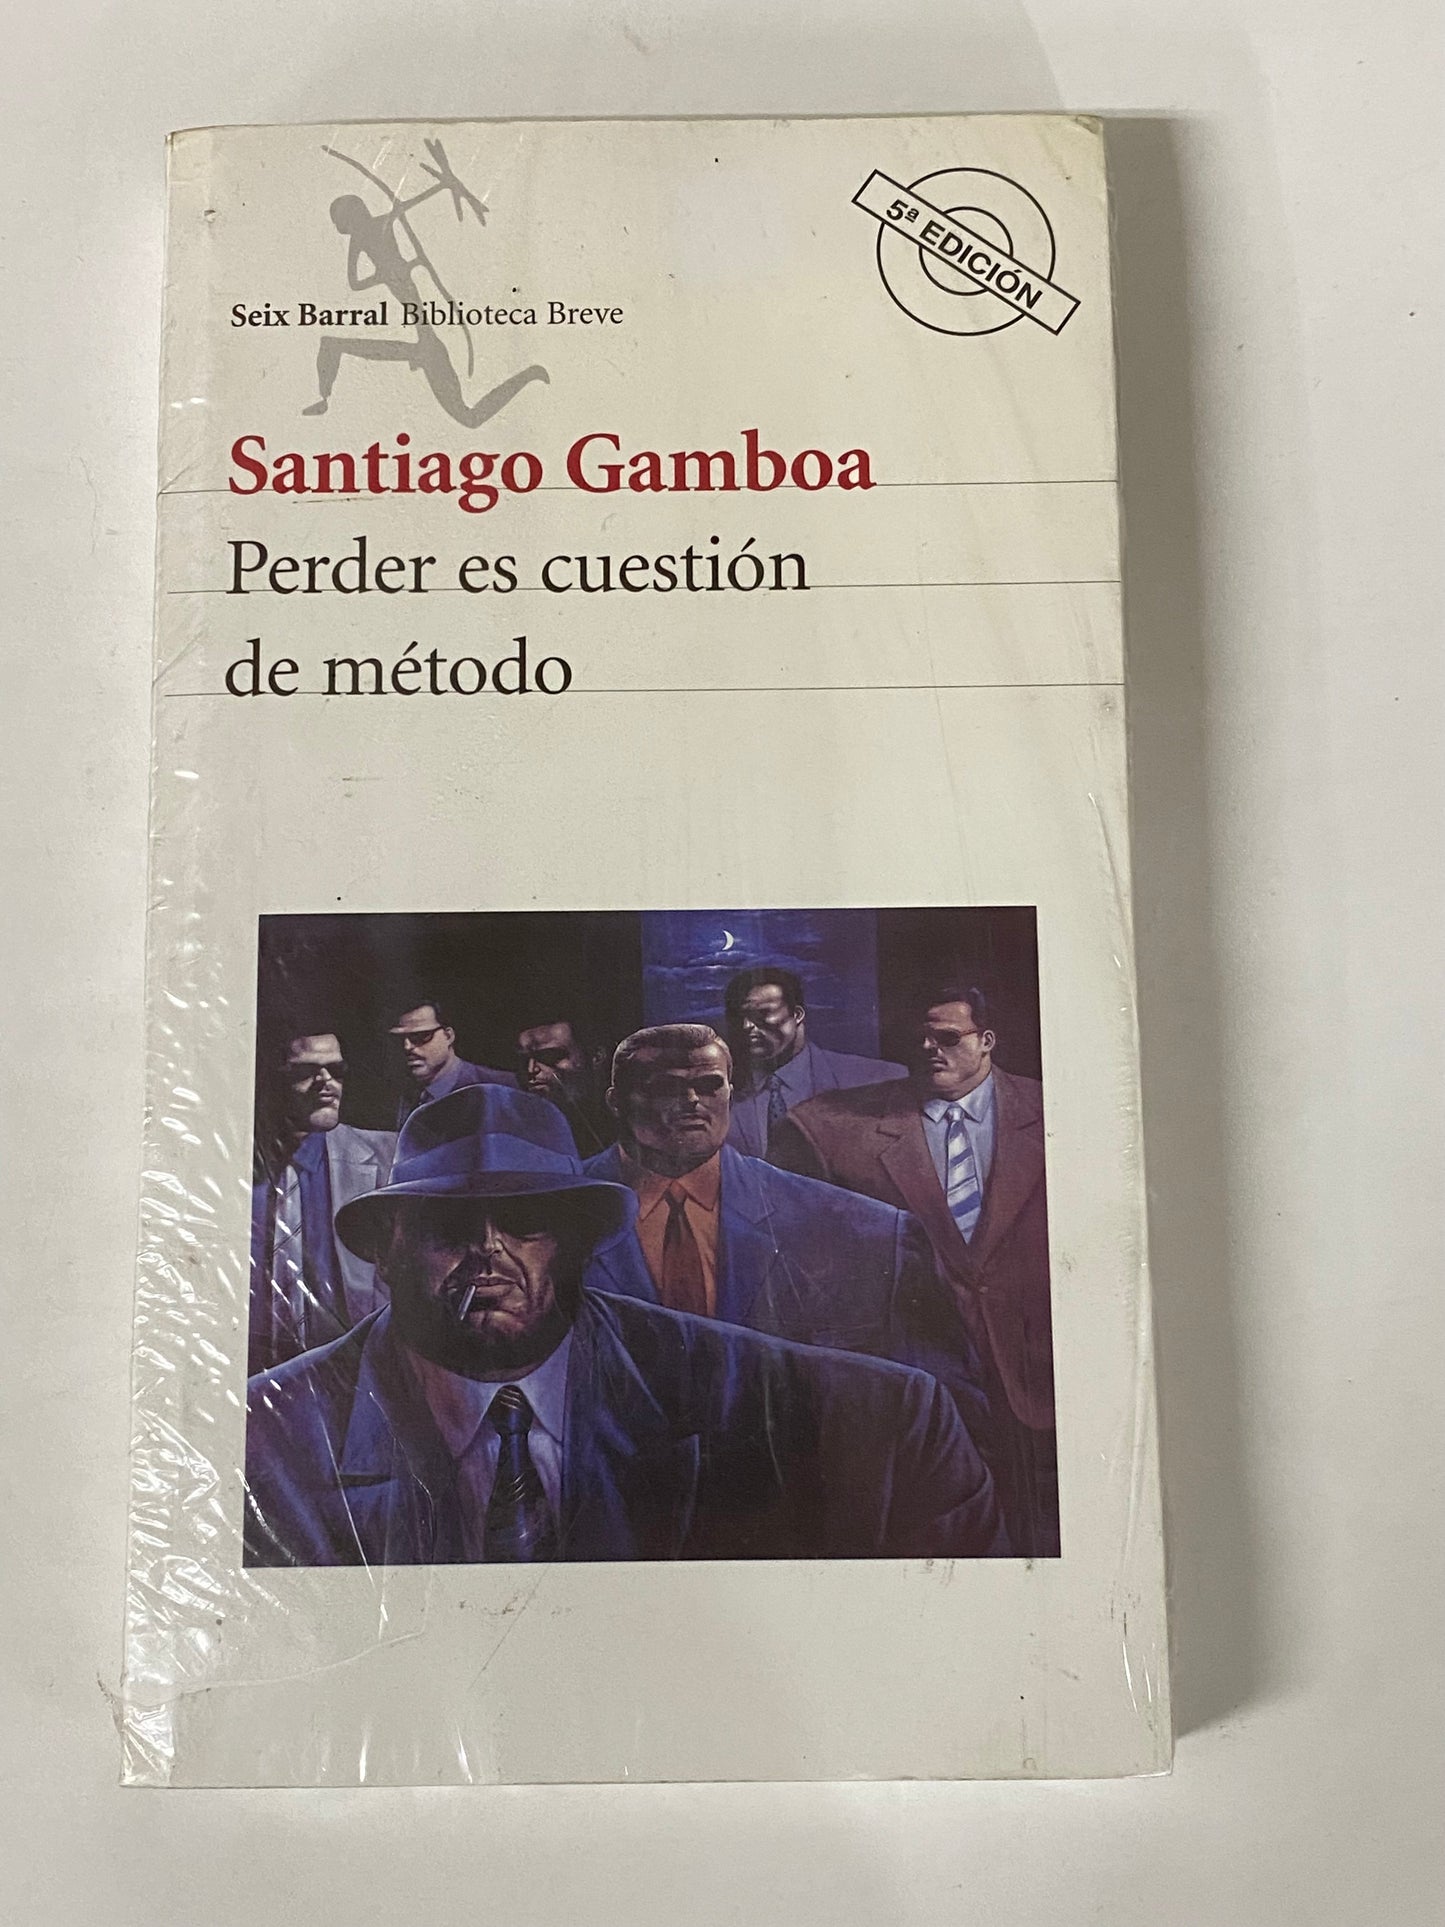 5ª EDICIÓN
Seix Barral Biblioteca Breve
Santiago Gamboa
Perder es cuestión
de método